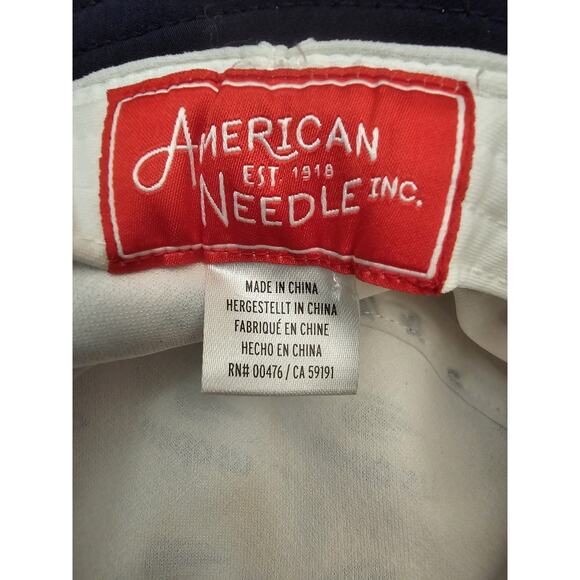 AMERICAN
EST. 1918
NEEDLE INC.
MADE IN CHINA
HERGESTELLT IN CHINA
FABRIQUÉ EN CHINE
HECHO EN CHINA
RN# 00476 / CA 59191